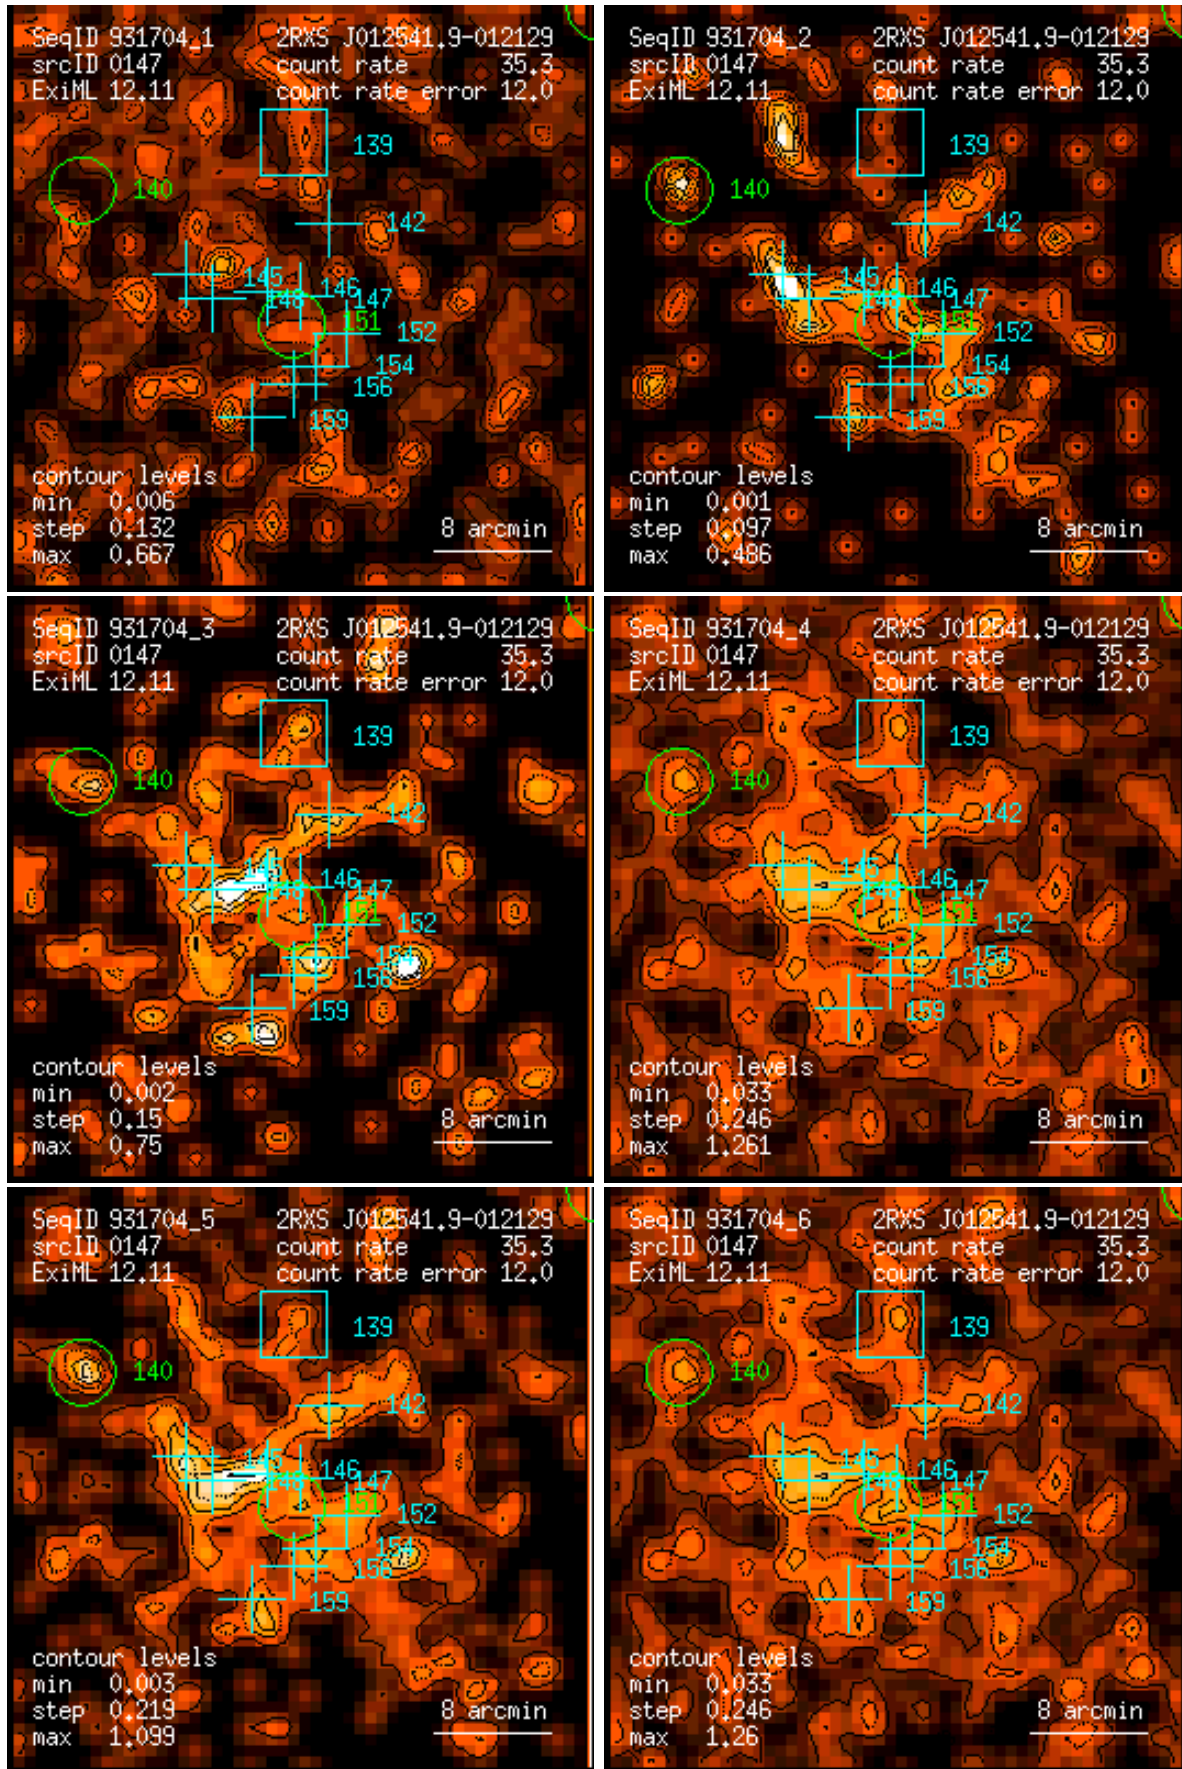 SeqID 931704_1 2RXS J012541.9-012129
srcID 0147 count rate 35.3
ExiML 12.11 count rate error 12.0
139
140
142
145
146
148 147
151 152
154
156
159
contour levels
min 0.006
step 0.132 8 arcmin
max 0.667
SeqID 931704_2 2RXS J012541.9-012129
srcID 0147 count rate 35.3
ExiML 12.11 count rate error 12.0
139
140
142
145
146
148 147
151 152
154
156
159
contour levels
min 0.001
step 0.097 8 arcmin
max 0.486
SeqID 931704_3 2RXS J012541.9-012129
srcID 0147 count rate 35.3
ExiML 12.11 count rate error 12.0
139
140
142
145
146
148 147
151 152
154
156
159
contour levels
min 0.002
step 0.15 8 arcmin
max 0.75
SeqID 931704_4 2RXS J012541.9-012129
srcID 0147 count rate 35.3
ExiML 12.11 count rate error 12.0
139
140
142
145
146
148 147
151 152
154
156
159
contour levels
min 0.033
step 0.246 8 arcmin
max 1.261
SeqID 931704_5 2RXS J012541.9-012129
srcID 0147 count rate 35.3
ExiML 12.11 count rate error 12.0
139
140
142
145
146
148 147
151 152
154
156
159
contour levels
min 0.003
step 0.219 8 arcmin
max 1.099
SeqID 931704_6 2RXS J012541.9-012129
srcID 0147 count rate 35.3
ExiML 12.11 count rate error 12.0
139
140
142
145
146
148 147
151 152
154
156
159
contour levels
min 0.033
step 0.246 8 arcmin
max 1.26